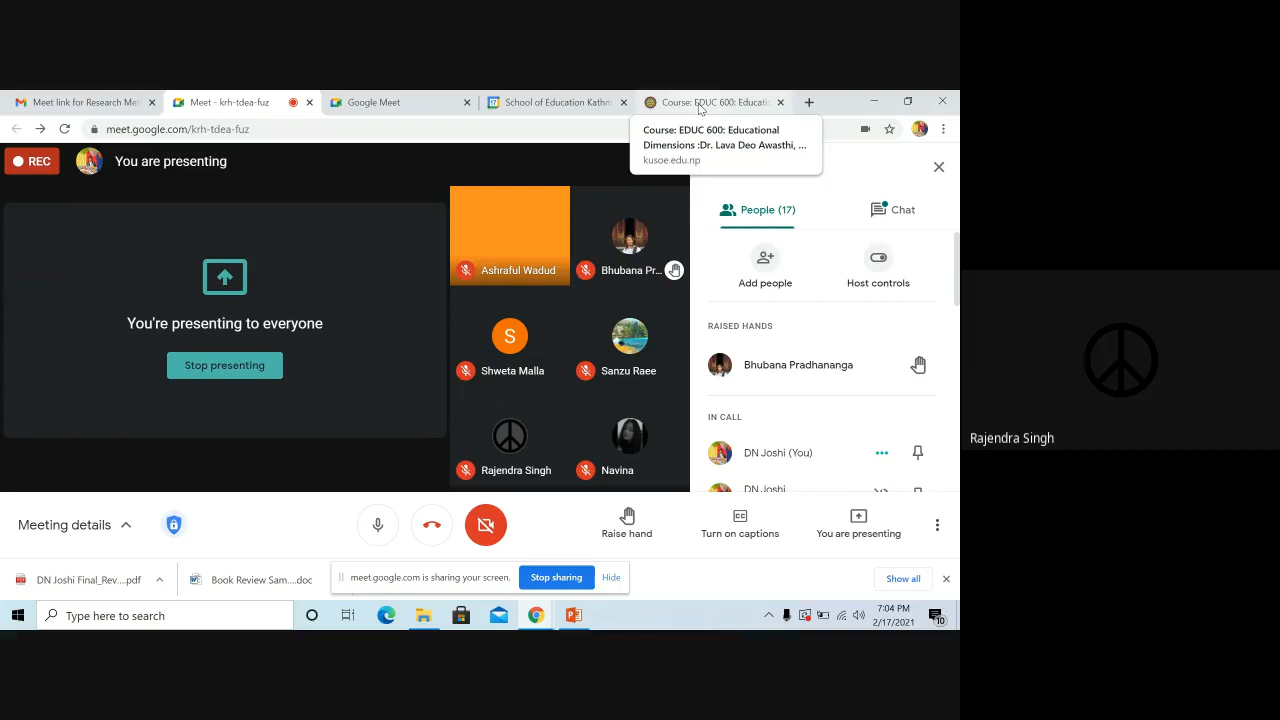 Meet link for Research Met
Meet - krh-tdea-fuz
Google Meet
School of Education Kathm
Course: EDUC 600: Educatio
meet.google.com/krh-tdea-fuz
Course: EDUC 600: Educational
Dimensions :Dr. Lava Deo Awasthi, ...
kusoe.edu.np
REC
You are presenting
People (17)
Chat
Add people
Host controls
RAISED HANDS
Bhubana Pradhananga
IN CALL
DN Joshi (You)
DN Joshi
You're presenting to everyone
Stop presenting
Ashraful Wadud
Bhubana Pr...
S
Shweta Malla
Sanzu Raee
Rajendra Singh
Navina
Rajendra Singh
Meeting details
Raise hand
Turn on captions
You are presenting
DN Joshi Final_Rev....pdf
Book Review Sam....doc
meet.google.com is sharing your screen.
Stop sharing
Hide
Show all
Type here to search
7:04 PM
2/17/2021
10